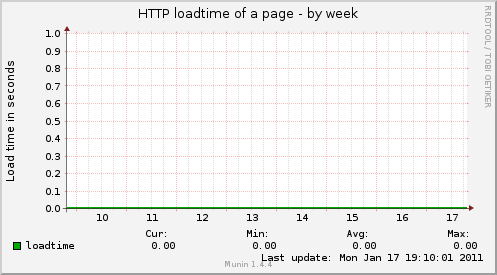 HTTP loadtime of a page - by week
RRDTOOL / TOBI OETIKER
Load time in seconds
1.0
0.9
0.8
0.7
0.6
0.5
0.4
0.3
0.2
0.1
0.0
10 11 12 13 14 15 16 17
Cur: Min: Avg: Max:
loadtime 0.00 0.00 0.00 0.00
Last update: Mon Jan 17 19:10:01 2011
Munin 1.4.4